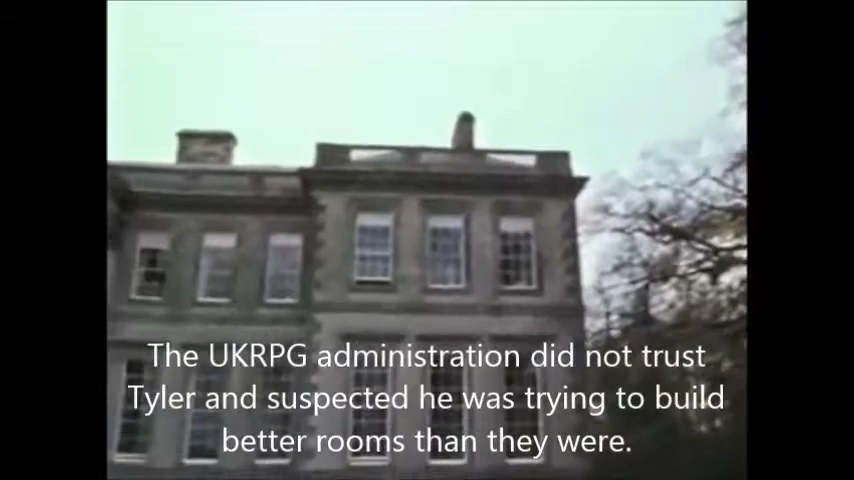 The UKRPG administration did not trust
Tyler and suspected he was trying to build
better rooms than they were.